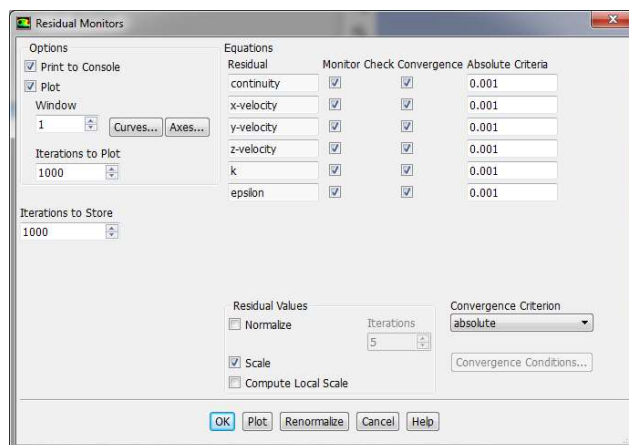 Residual Monitors
Options
Print to Console
Plot
Window
1
Curves... Axes...
Iterations to Plot
1000
Iterations to Store
1000
Equations
Residual Monitor Check Convergence Absolute Criteria
continuity 0.001
x-velocity 0.001
y-velocity 0.001
z-velocity 0.001
k 0.001
epsilon 0.001
Residual Values
Normalize
Iterations
5
Scale
Compute Local Scale
Convergence Criterion
absolute
Convergence Conditions...
OK Plot Renormalize Cancel Help